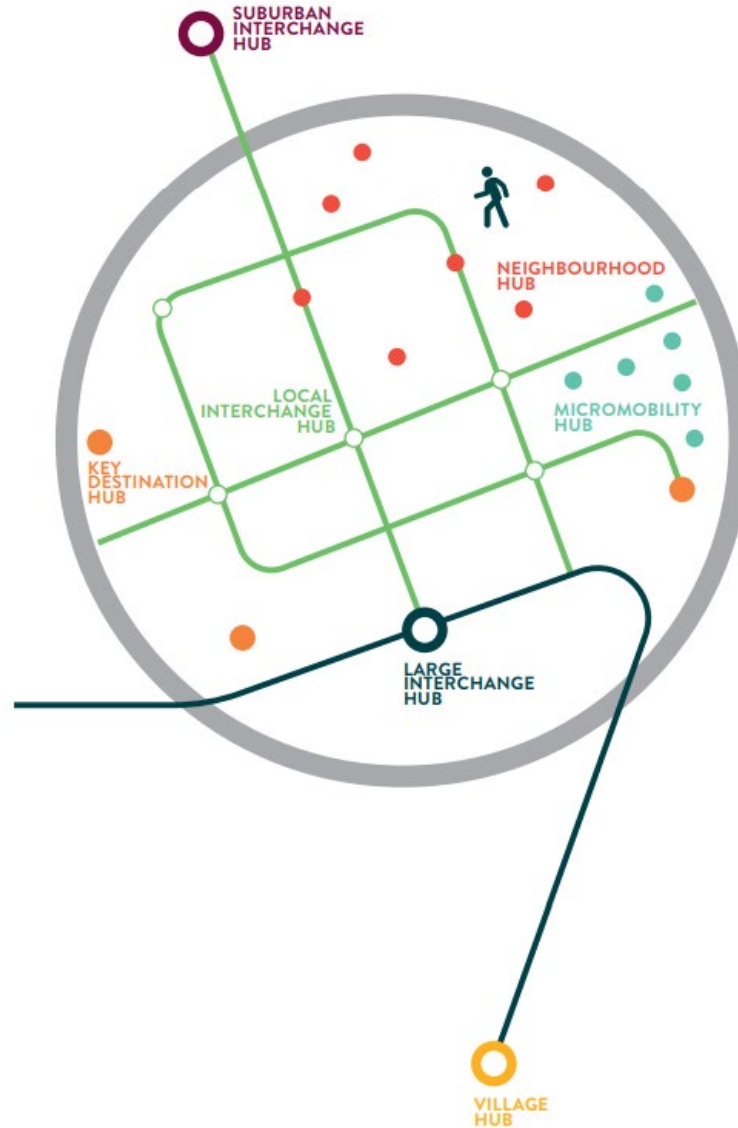 SUBURBAN
INTERCHANGE
HUB
NEIGHBOURHOOD
HUB
LOCAL
INTERCHANGE
HUB
MICROMOBILITY
HUB
KEY
DESTINATION
HUB
LARGE
INTERCHANGE
HUB
VILLAGE
HUB